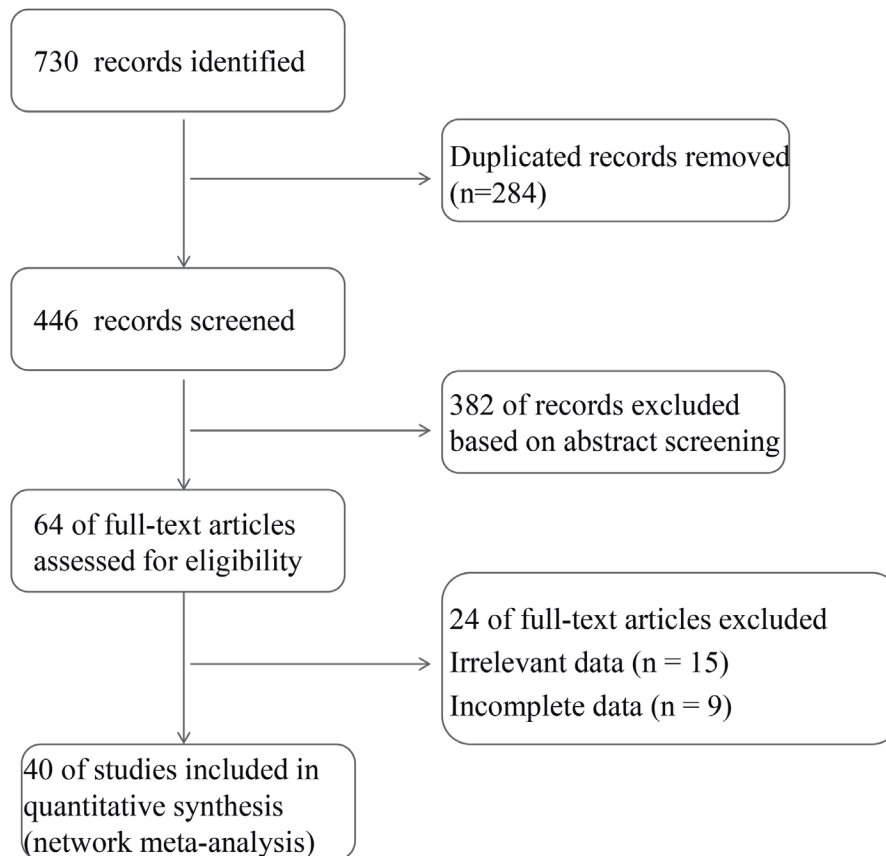 730 records identified
Duplicated records removed
(n=284)
446 records screened
382 of records excluded
based on abstract screening
64 of full-text articles
assessed for eligibility
24 of full-text articles excluded
Irrelevant data (n = 15)
Incomplete data (n = 9)
40 of studies included in
quantitative synthesis
(network meta-analysis)